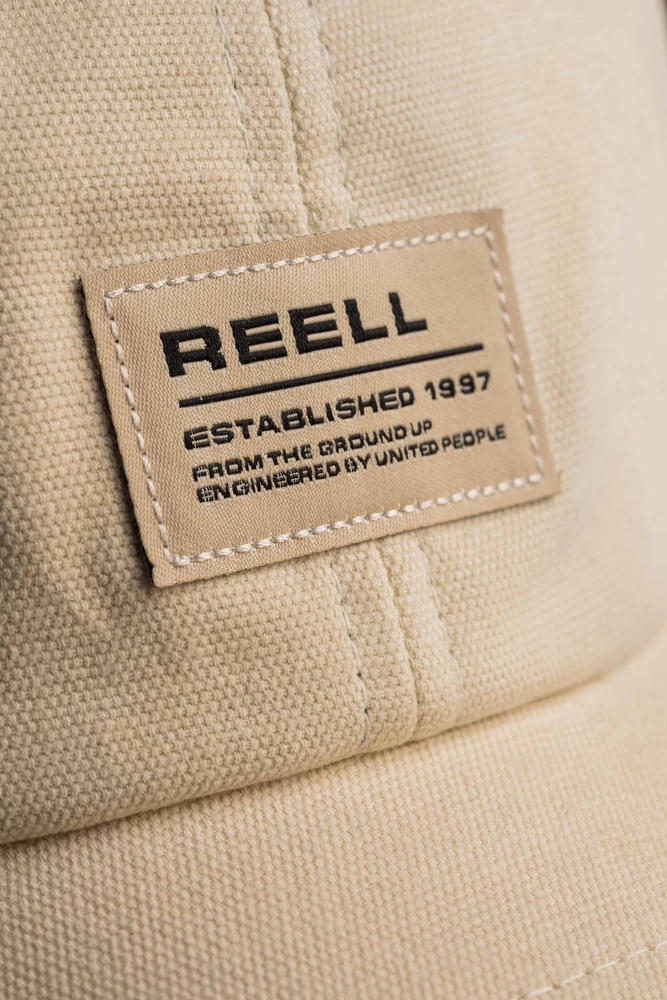 REELL
ESTABLISHED 1997
FROM THE GROUND UP
ENGINEERED BY UNITED PEOPLE